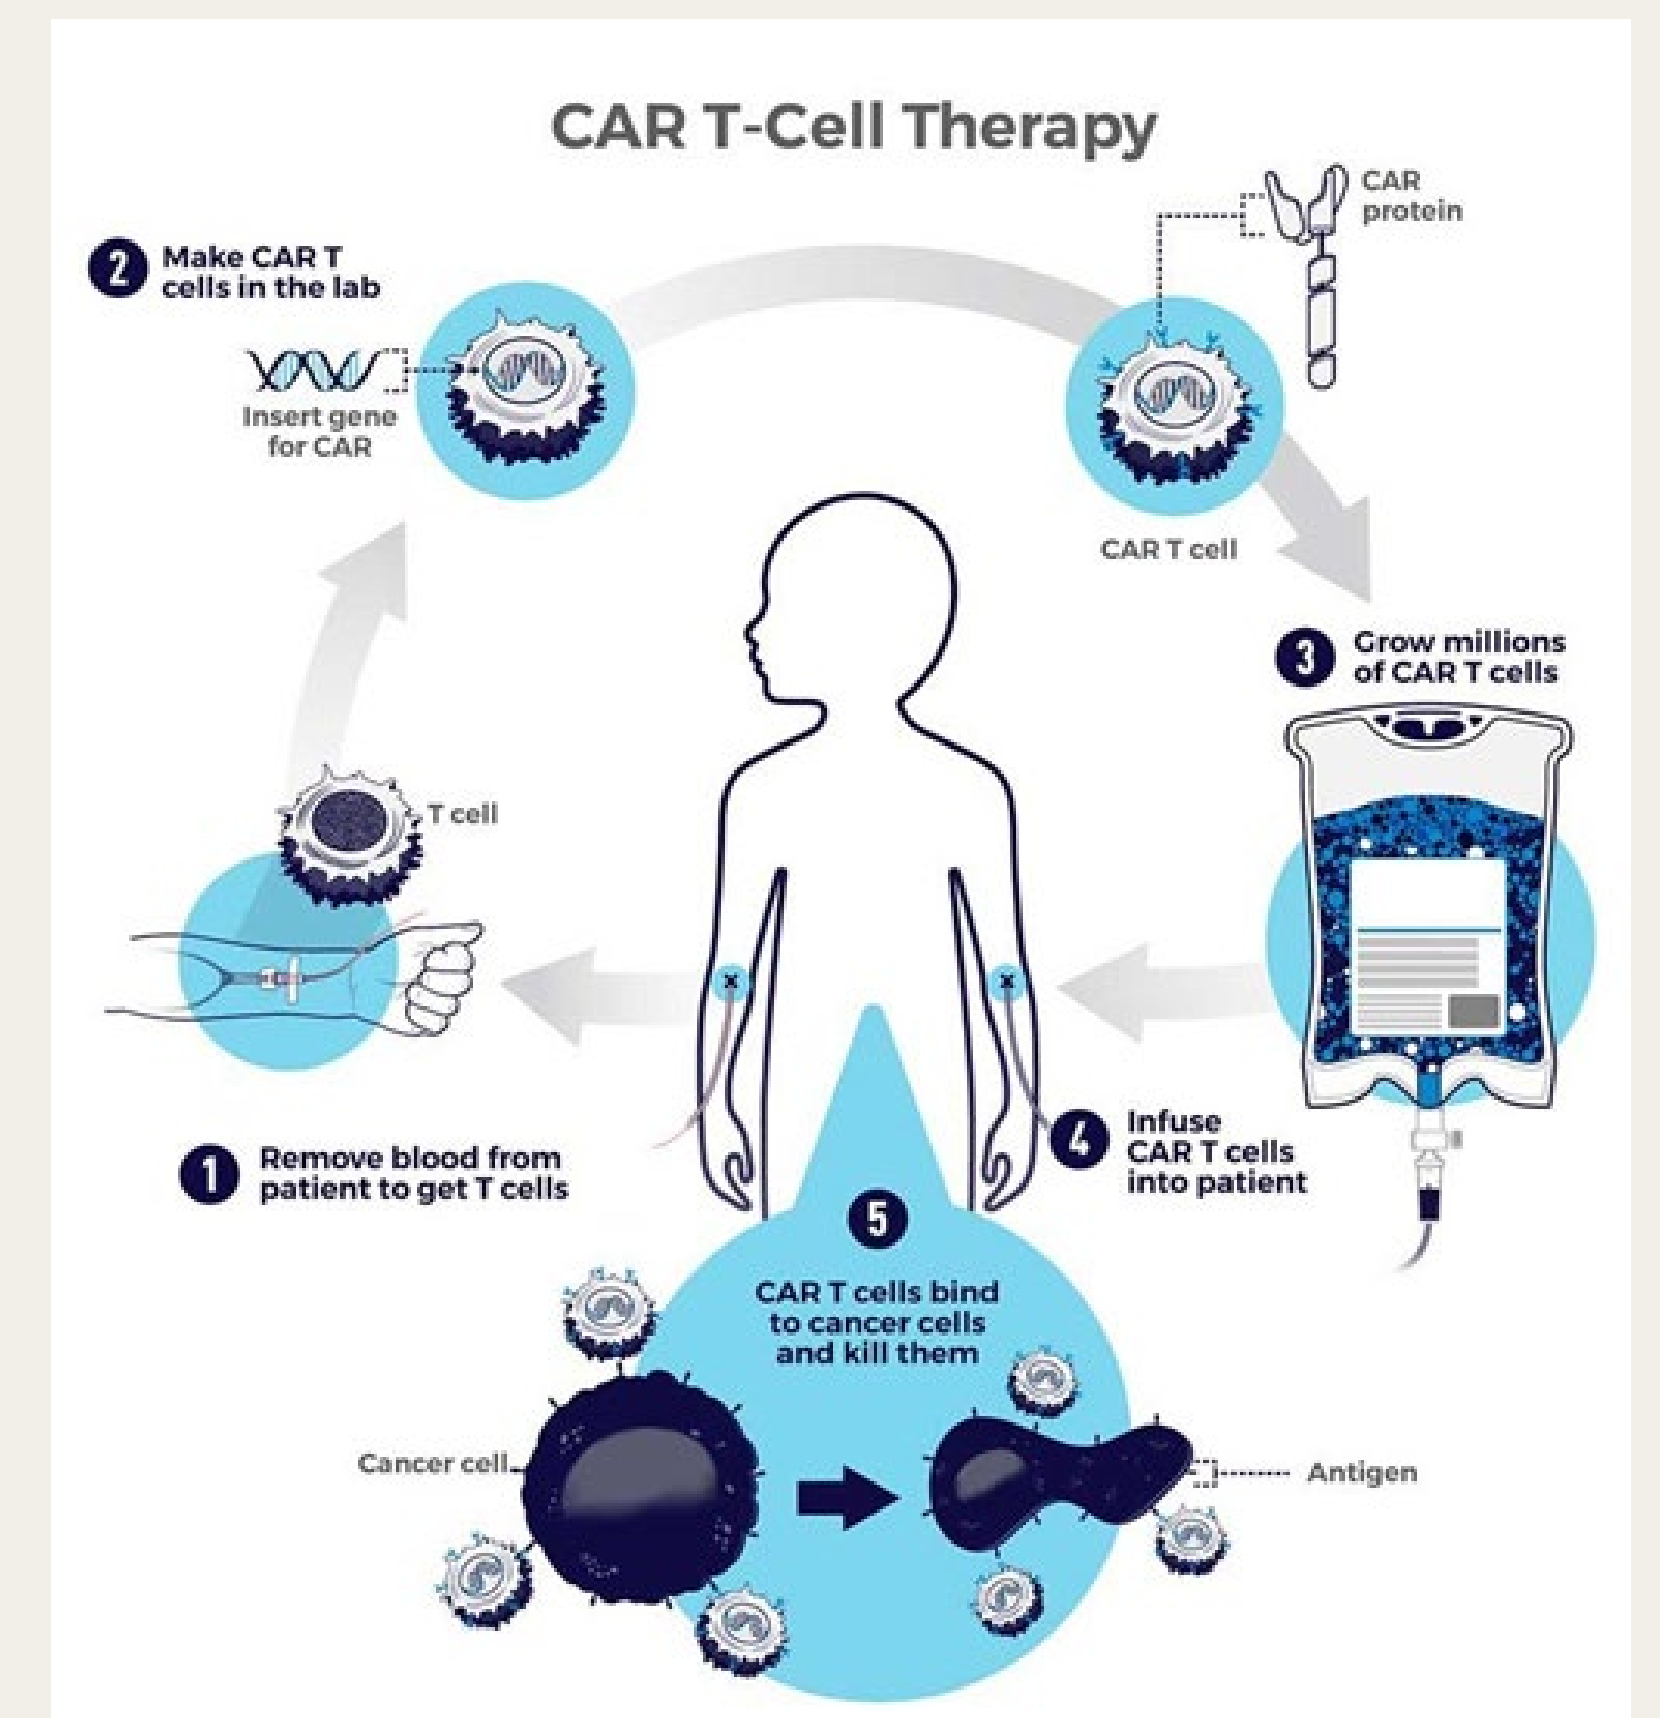 CAR T-Cell Therapy
CAR
protein
2 Make CAR T
cells in the lab
Insert gene
for CAR
CAR T cell
3 Grow millions
of CAR T cells
T cell
x
x
1 Remove blood from
patient to get T cells
4 Infuse
CAR T cells
into patient
5
CAR T cells bind
to cancer cells
and kill them
Cancer cell
Antigen